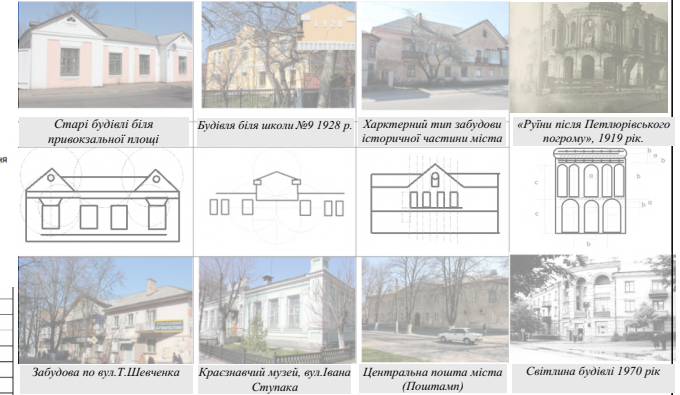 1928
Старі будівлі біля
привокзальної площі
Будівля біля школи №9 1928 р.
Харктерний тип забудови
історичної частини міста
«Руїни після Петлюрівського
погрому», 1919 рік.
ня
b
b
a
c
c
a
b
b
Забудова по вул.Т.Шевченка
Краєзнавчий музей, вул.Івана
Ступака
Центральна пошта міста
(Поштамп)
Світлина будівлі 1970 рік